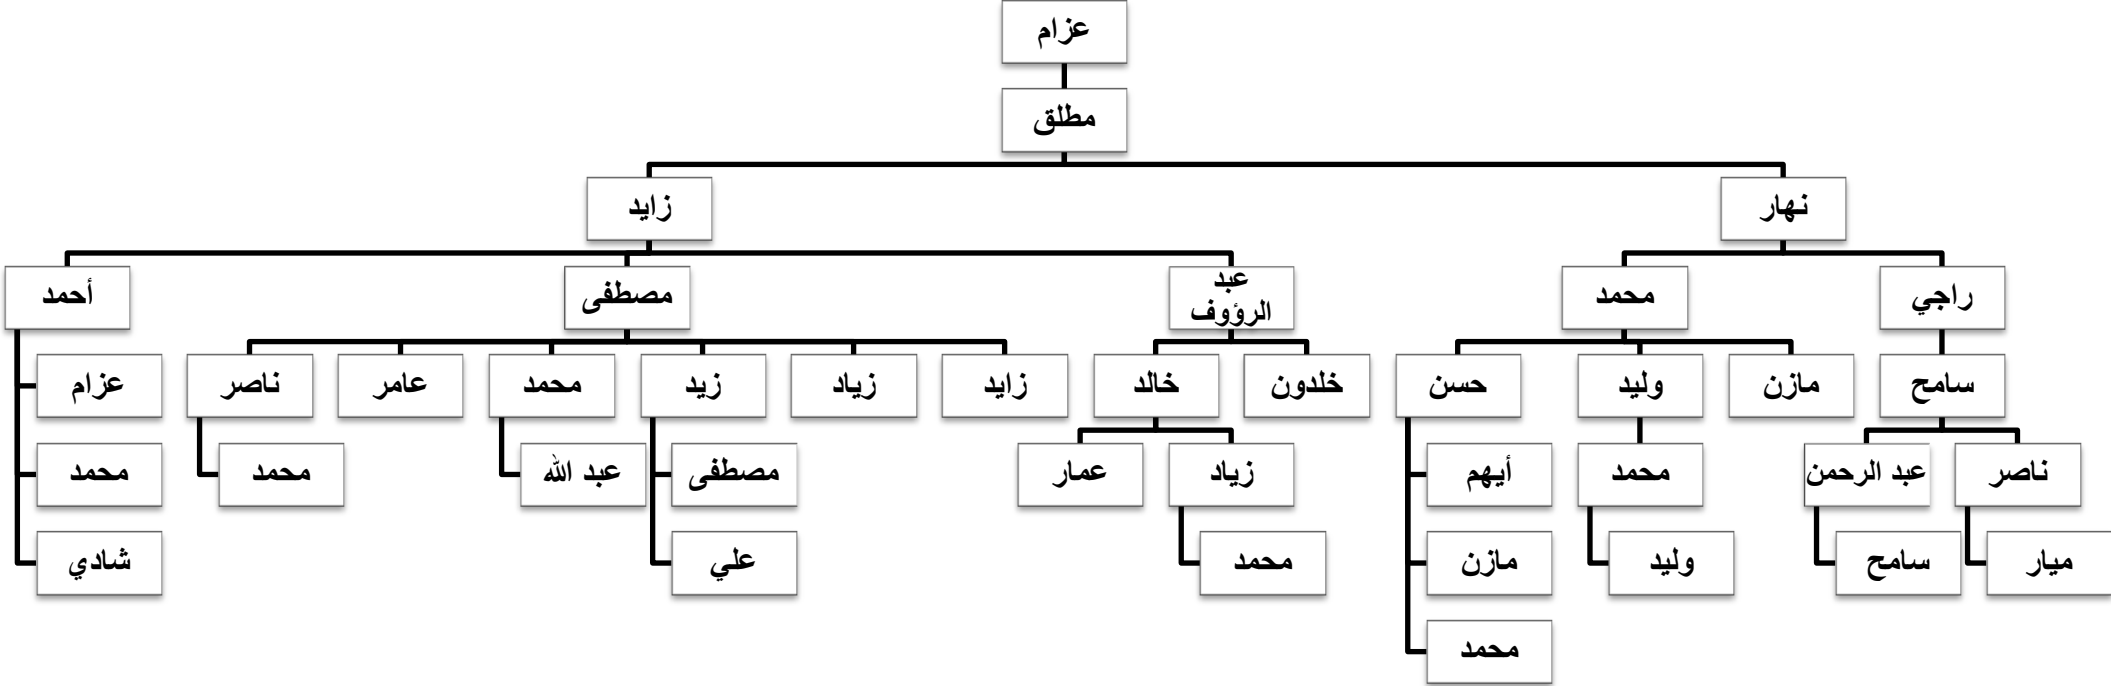 عزام
مطلق
نهار
زايد
راجي
محمد
عبد
الرؤوف
مصطفى
أحمد
سامح
مازن
وليد
حسن
خلدون
خالد
زايد
زياد
زيد
محمد
عامر
ناصر
عزام
ناصر
عبد الرحمن
محمد
أيهم
زياد
عمار
مصطفى
عبد الله
محمد
محمد
ميار
سامح
وليد
مازن
محمد
علي
شادي
محمد